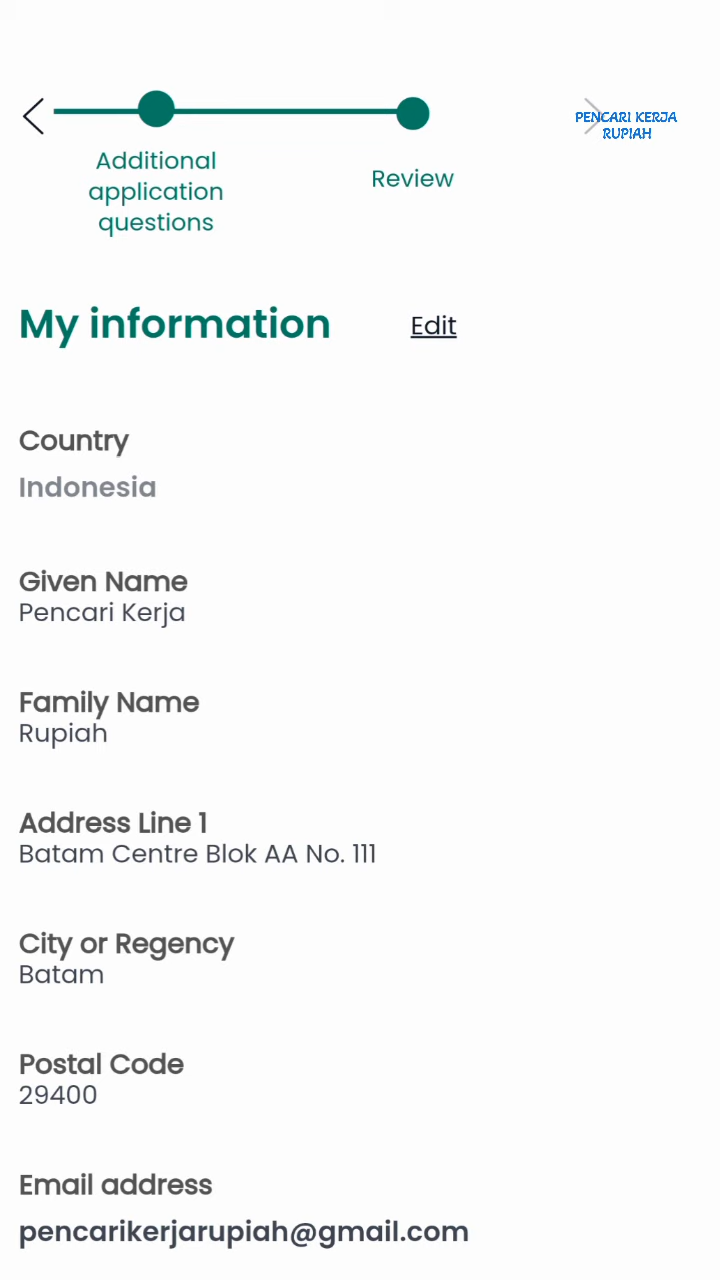 Additional
application
questions
Review
PENCARI KERJA
RUPIAH
My information
Edit
Country
Indonesia
Given Name
Pencari Kerja
Family Name
Rupiah
Address Line 1
Batam Centre Blok AA No. 111
City or Regency
Batam
Postal Code
29400
Email address
pencarikerjarupiah@gmail.com